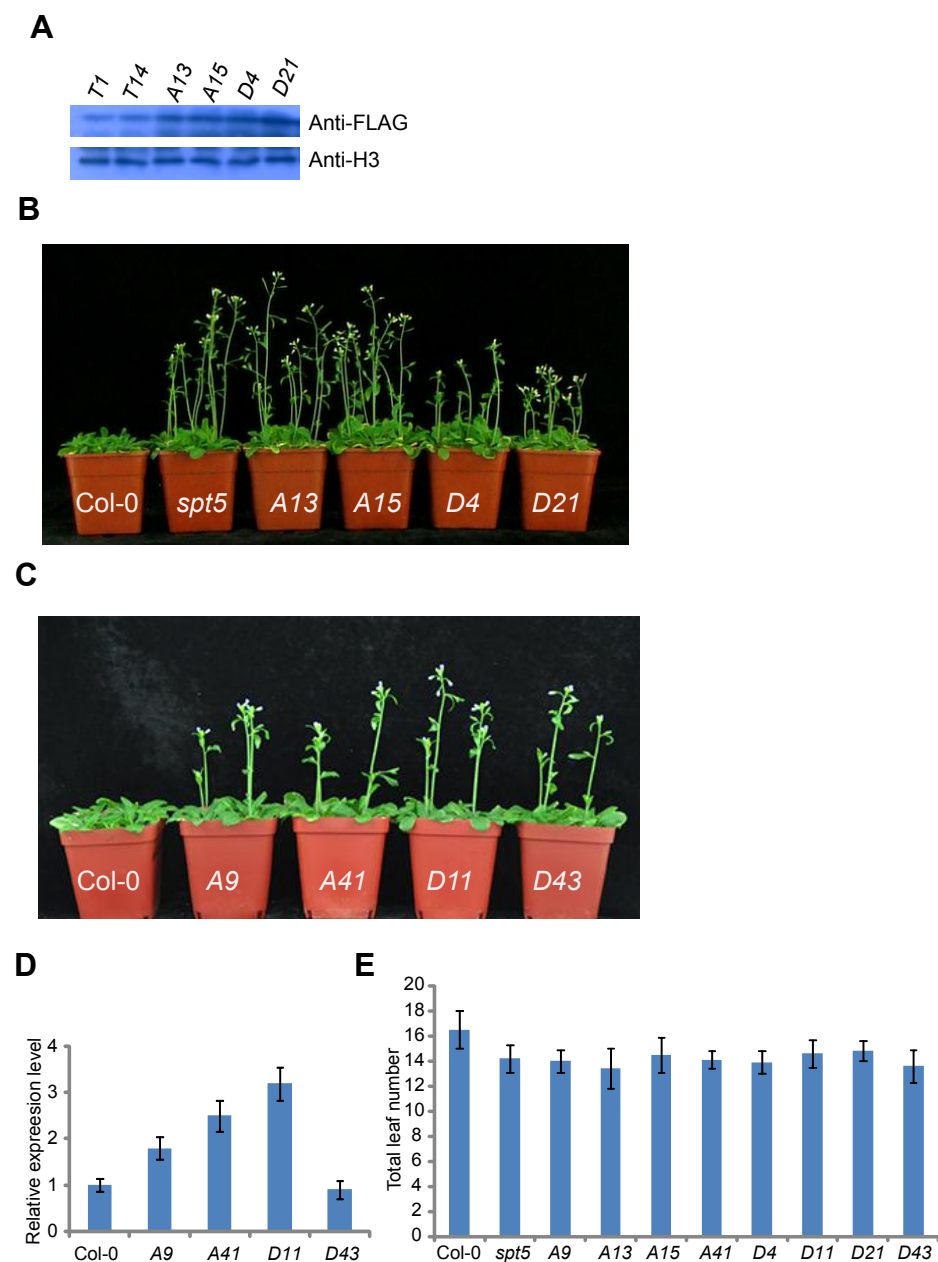 A
T1 T14 A13 A15 D4 D21
Anti-FLAG
Anti-H3
B
Col-0 spt5 A13 A15 D4 D21
C
Col-0 A9 A41 D11 D43
D
Relative expreesion level
4
3
2
1
0
Col-0 A9 A41 D11 D43
E
Total leaf number
20
18
16
14
12
10
8
6
4
2
0
Col-0 spt5 A9 A13 A15 A41 D4 D11 D21 D43